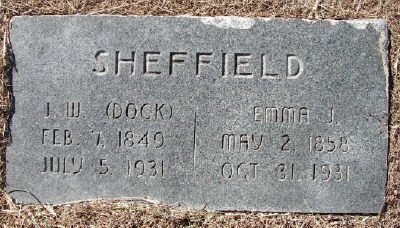 SHEFFIELD
J. W. (DOCK)
FEB. 7, 1849
JULY 5, 1931
EMMA J.
MAY 2, 1858
OCT. 31, 1931